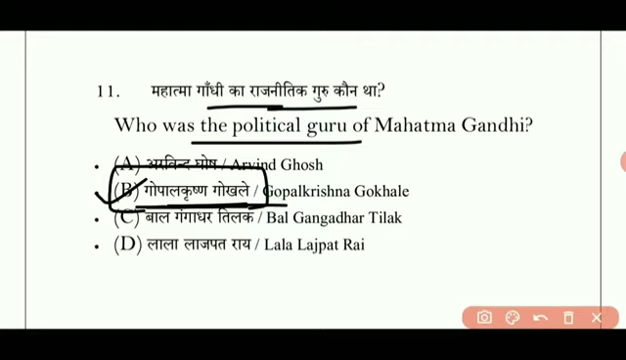 11. महात्मा गाँधी का राजनीतिक गुरु कौन था?
Who was the political guru of Mahatma Gandhi?
(A) अरविन्द घोष / Arvind Ghosh
(B) गोपालकृष्ण गोखले / Gopalkrishna Gokhale
(C) बाल गंगाधर तिलक / Bal Gangadhar Tilak
(D) लाला लाजपत राय / Lala Lajpat Rai